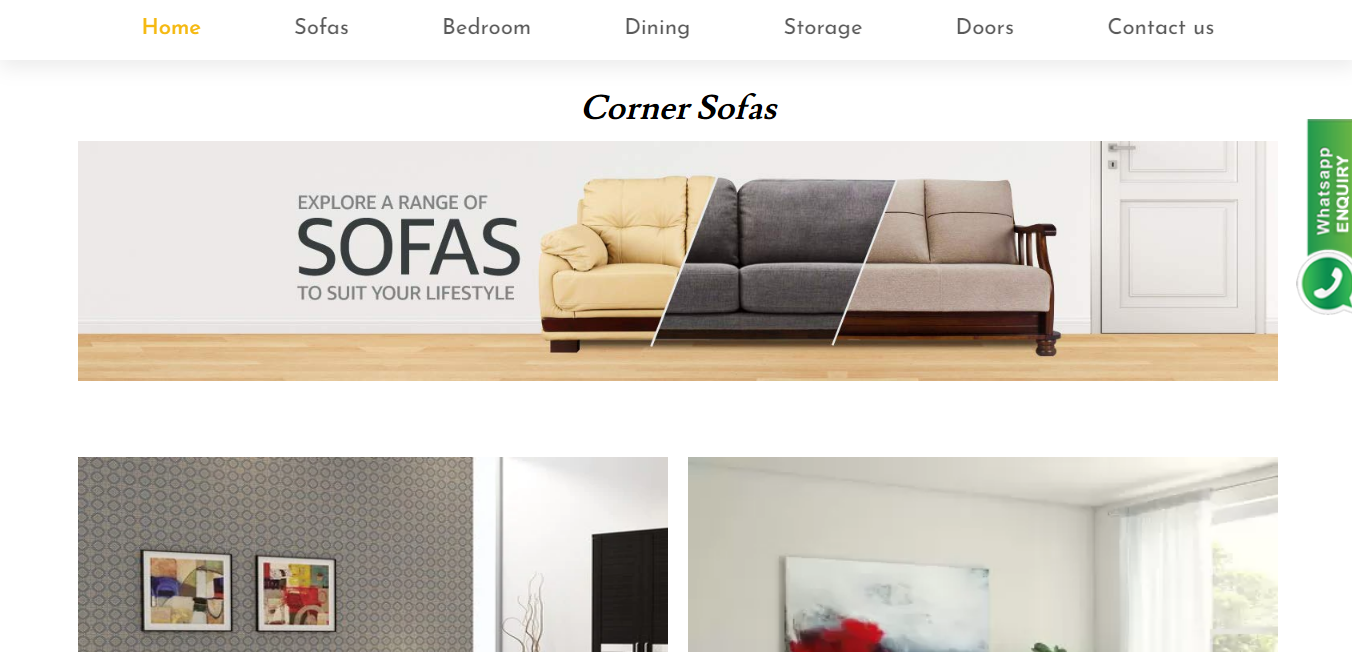 Home Sofas Bedroom Dining Storage Doors Contact us
Corner Sofas
EXPLORE A RANGE OF
SOFAS
TO SUIT YOUR LIFESTYLE
Whatsapp
ENQUIRY